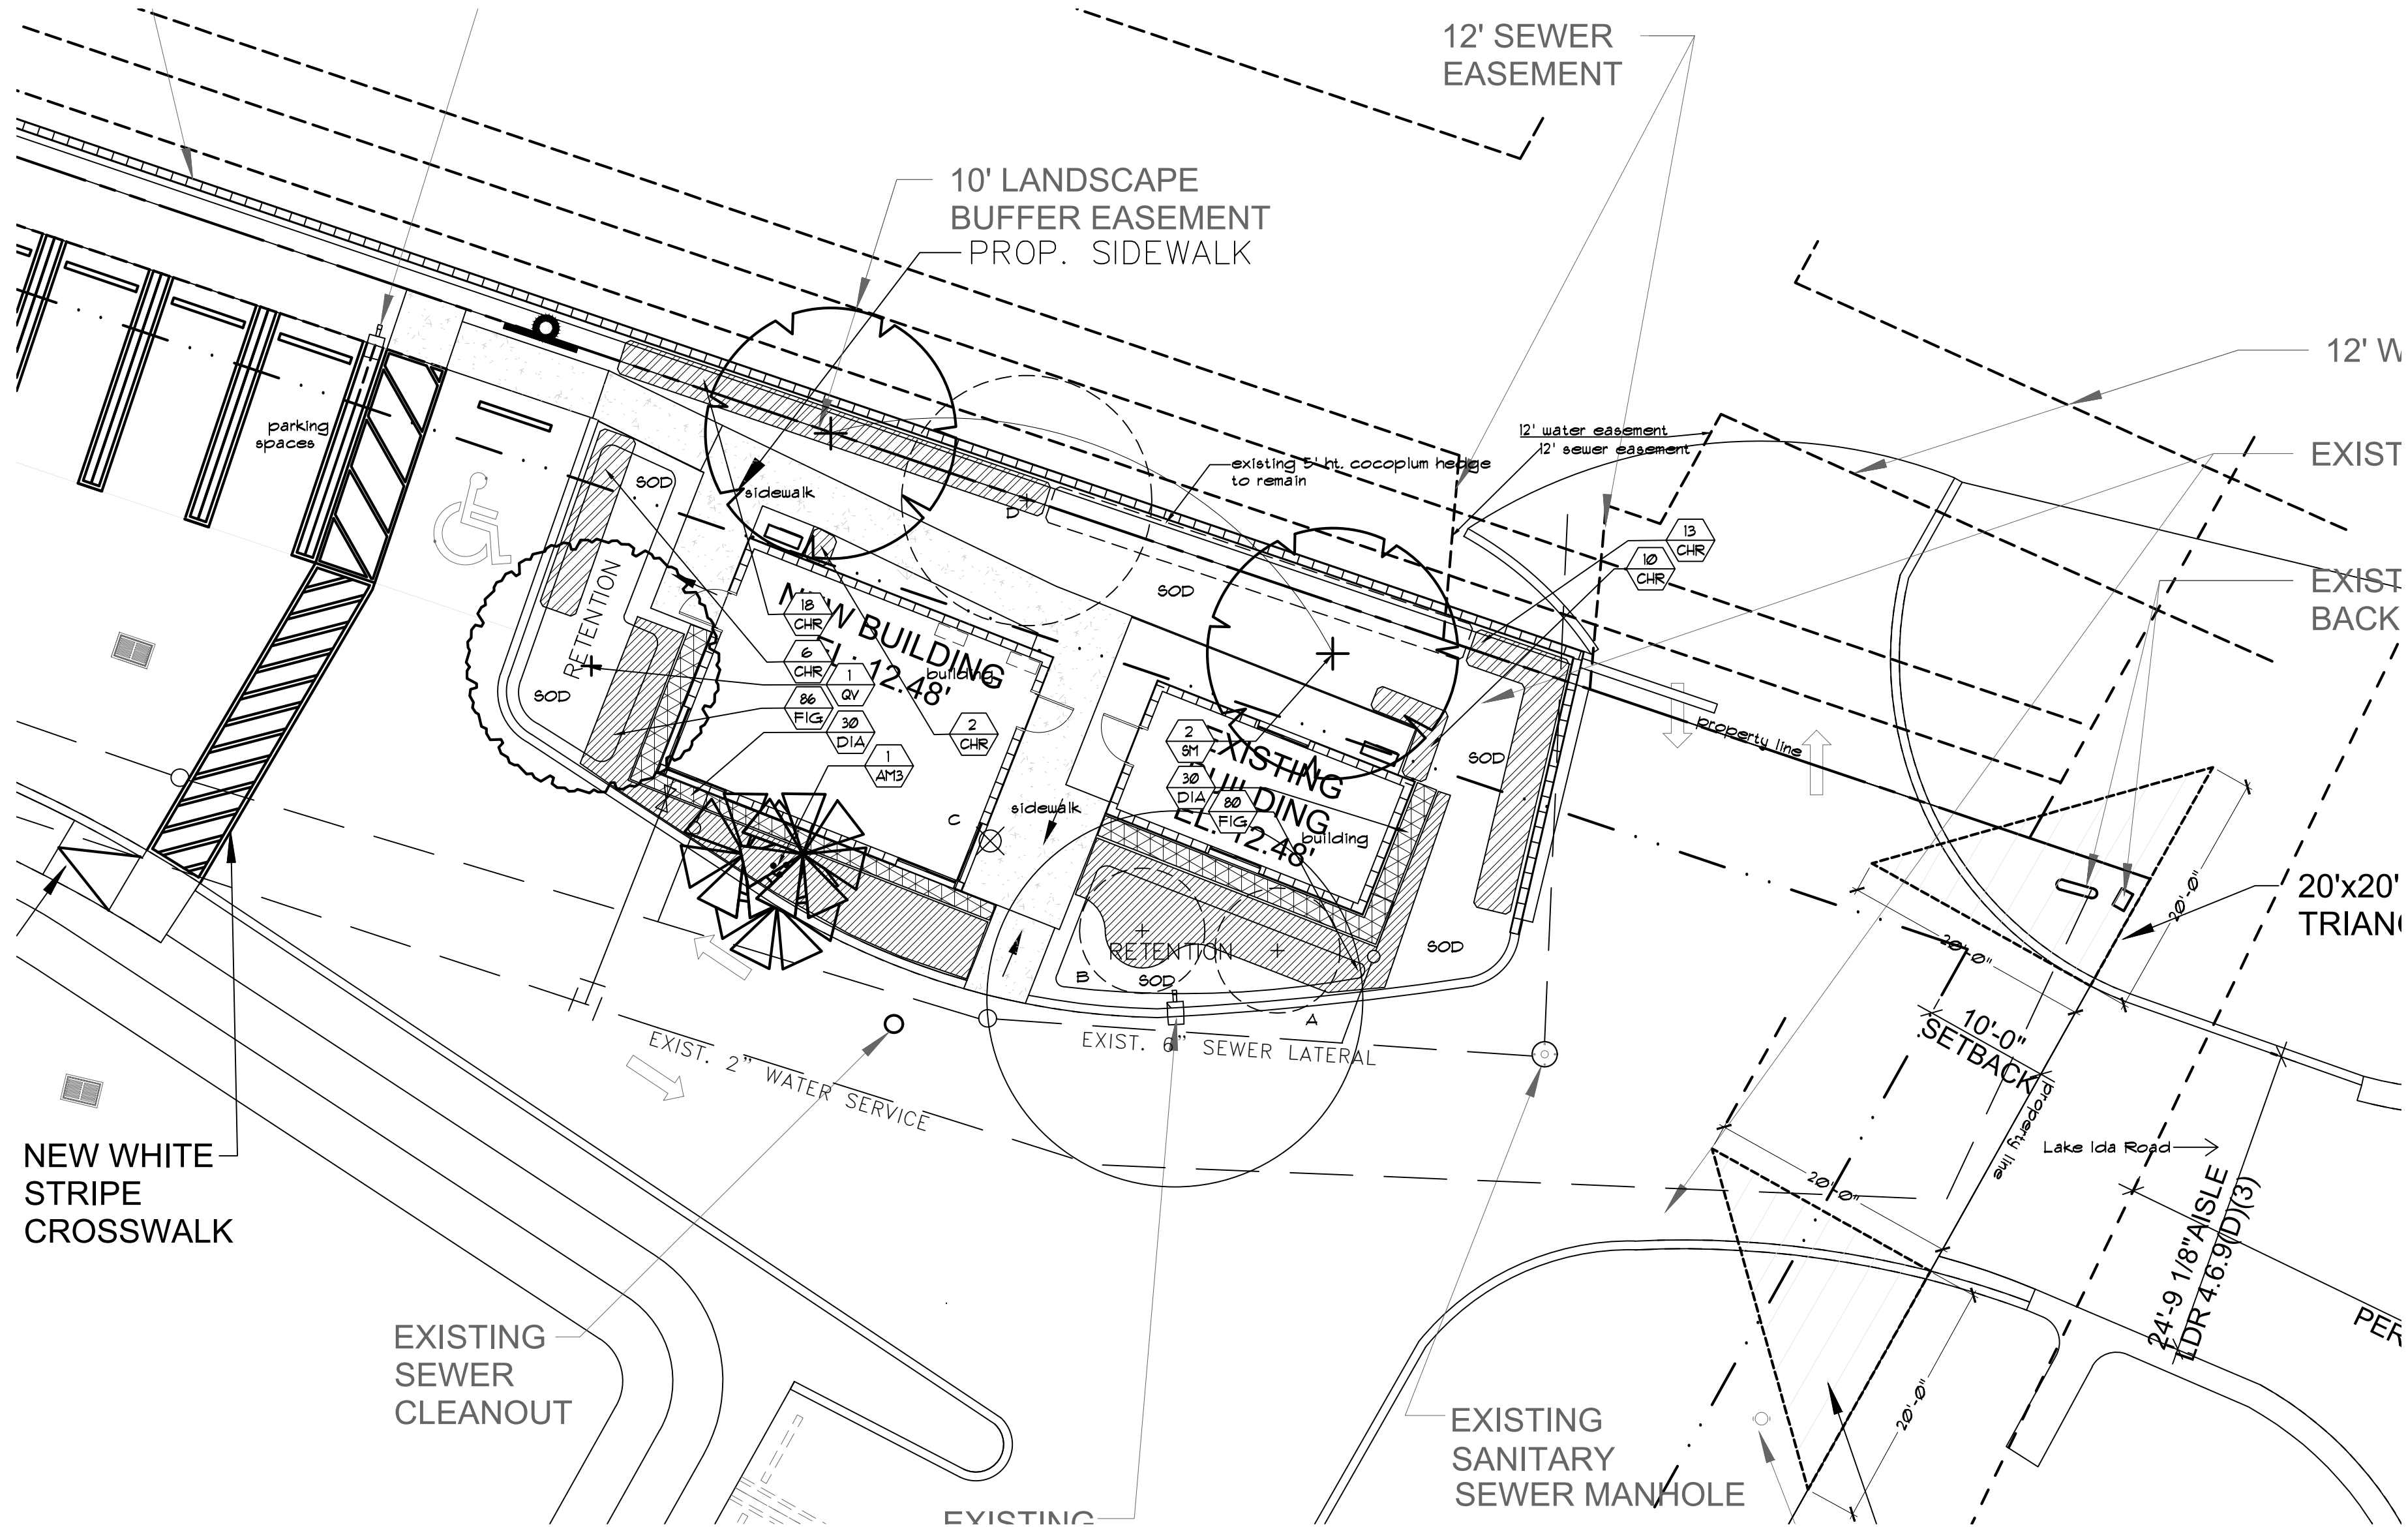 12' SEWER
EASEMENT
10' LANDSCAPE
BUFFER EASEMENT
PROP. SIDEWALK
12' W
12' water easement
12' sewer easement
EXIST
existing 5' ht. cocoplum hedge
to remain
parking
spaces
SOD
sidewalk
D
13
CHR
10
CHR
EXIST
BACK
RETENTION
SOD
SOD
NEW BUILDING
EL. 12.48'
building
18
CHR
6
CHR
1
QV
86
FIG
30
DIA
2
CHR
1
AM3
property line
SOD
EXISTING
BUILDING
EL. 12.48'
building
2
SM
30
DIA
80
FIG
C
sidewalk
20'x20'
TRIANG
20'-0"
20'-0"
RETENTION
SOD
B
SOD
A
10'-0"
SETBACK
EXIST. 6" SEWER LATERAL
EXIST. 2" WATER SERVICE
property line
Lake Ida Road
NEW WHITE
STRIPE
CROSSWALK
20'-0"
24'-9 1/8" AISLE
LDR 4.6.9(D)(3)
PER
EXISTING
SEWER
CLEANOUT
20'-0"
EXISTING
SANITARY
SEWER MANHOLE
EXISTING